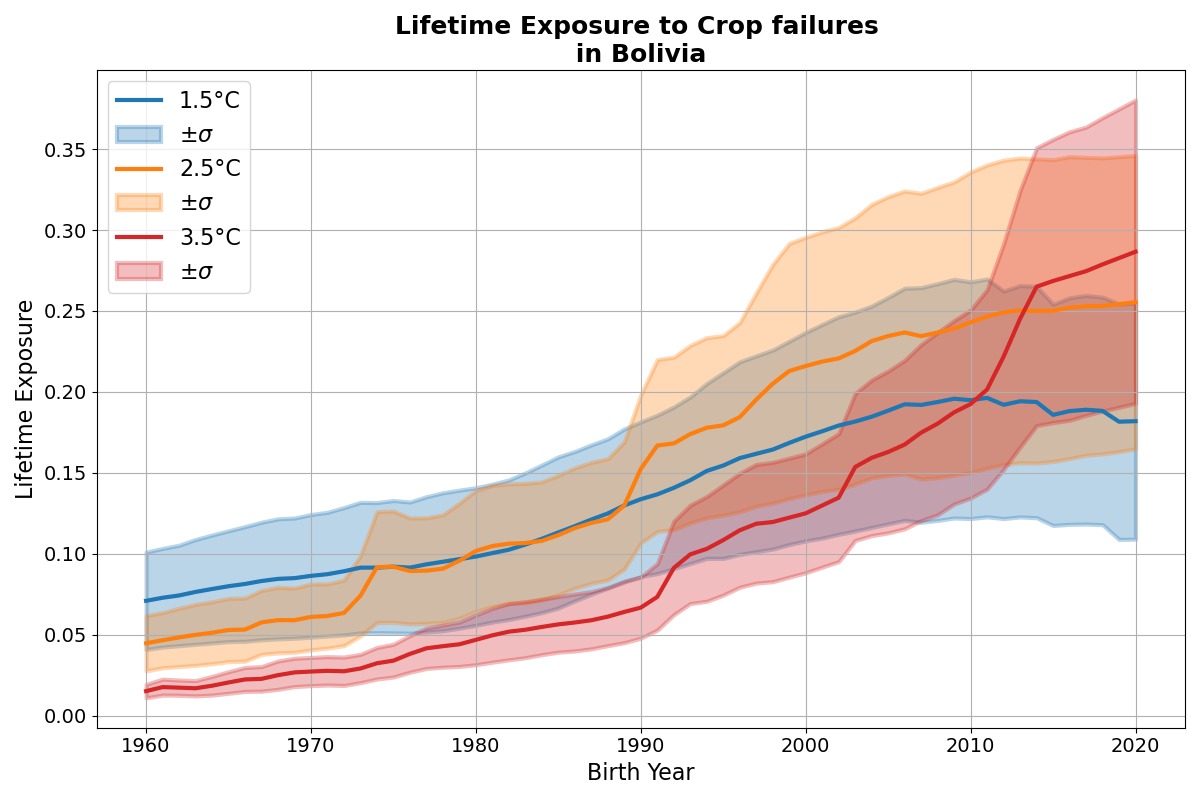 Lifetime Exposure to Crop failures
in Bolivia
1.5°C
±σ
2.5°C
±σ
3.5°C
±σ
Lifetime Exposure
0.35
0.30
0.25
0.20
0.15
0.10
0.05
0.00
1960 1970 1980 1990 2000 2010 2020
Birth Year